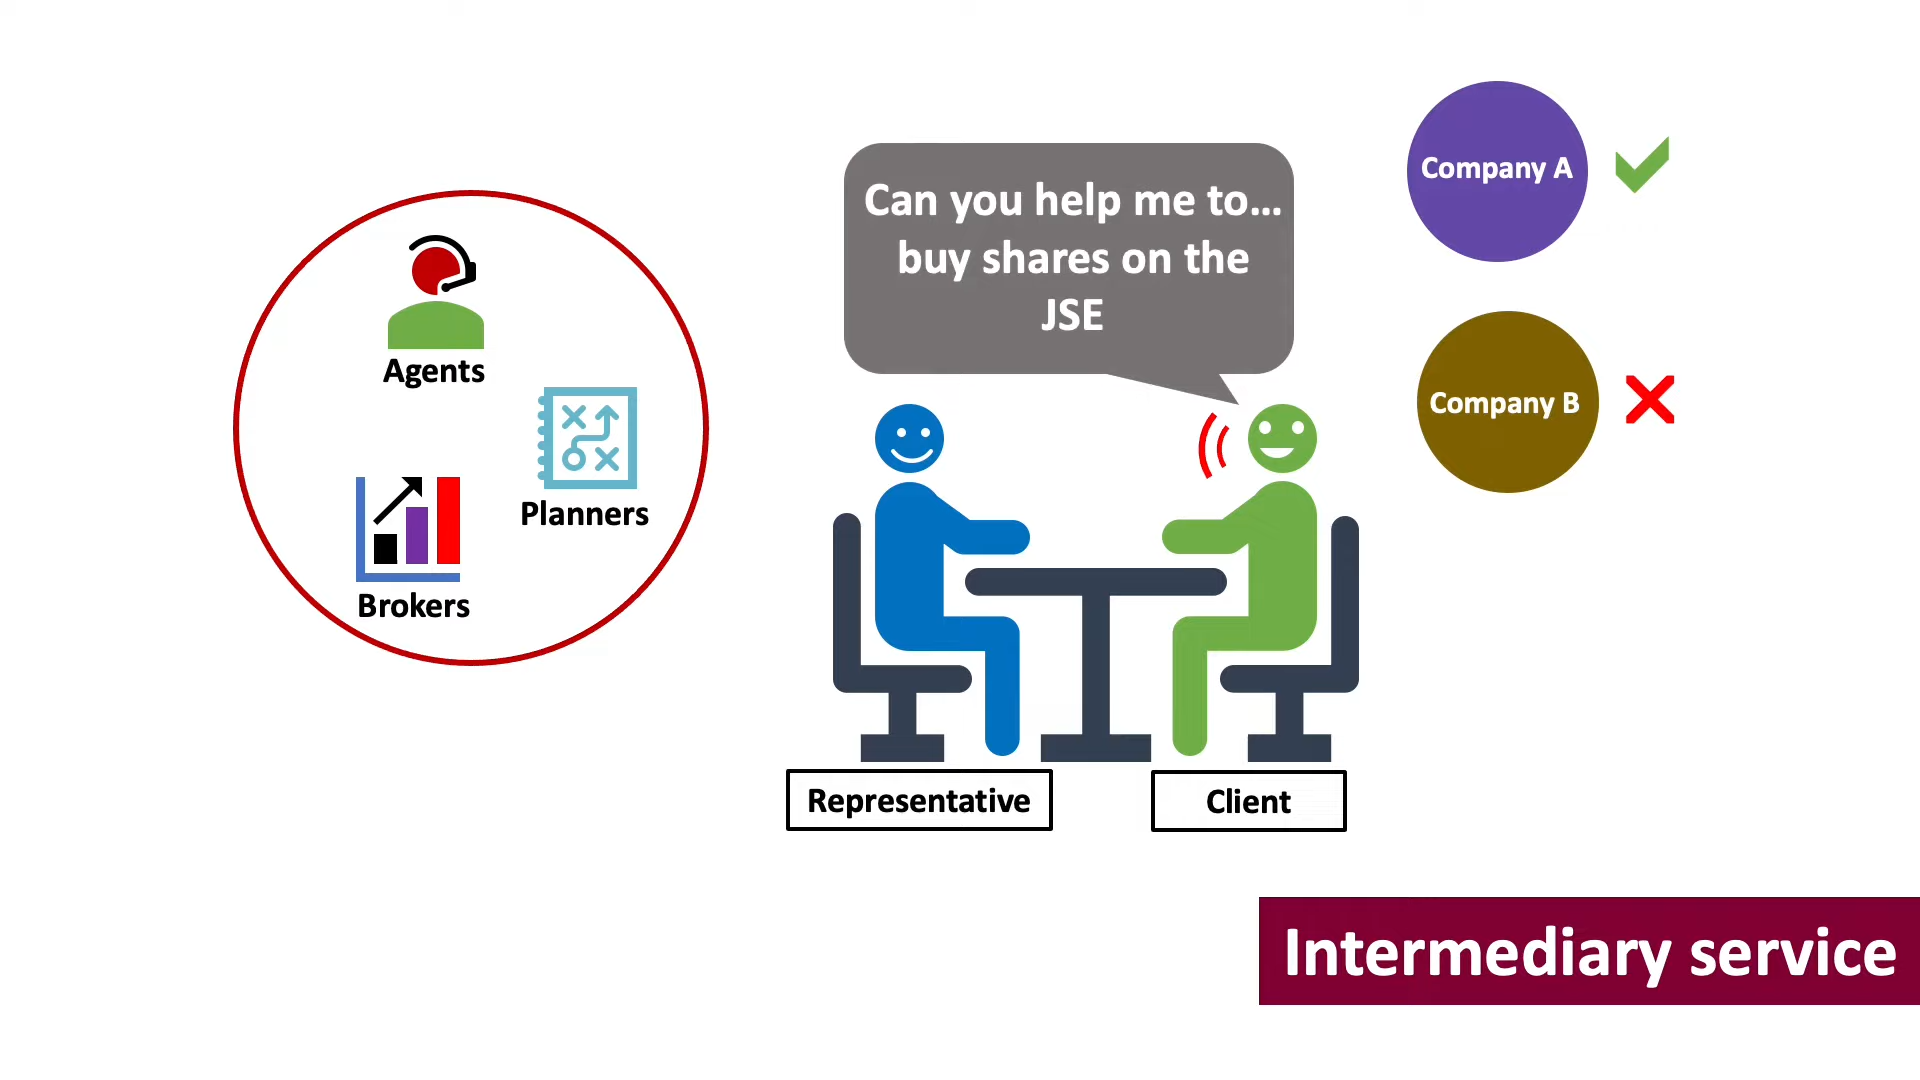 Agents
Planners
Brokers
Can you help me to...
buy shares on the
JSE
Representative
Client
Company A
Company B
Intermediary service